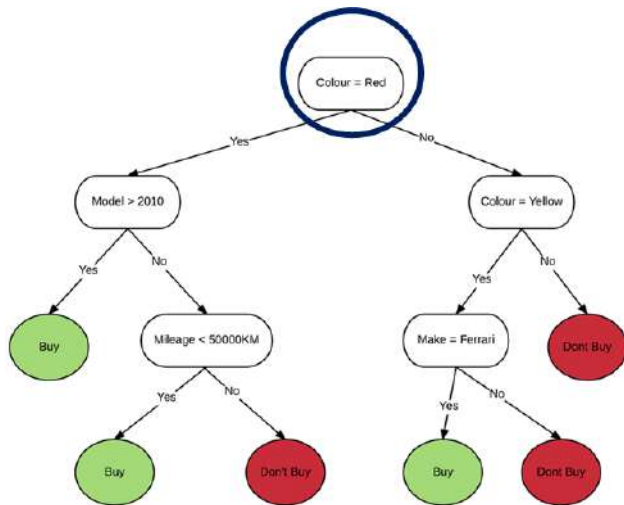 Colour = Red
Yes
No
Model > 2010
Colour = Yellow
Yes
No
Yes
No
Buy
Mileage < 50000KM
Make = Ferrari
Dont Buy
Yes
No
Yes
No
Buy
Don't Buy
Buy
Dont Buy